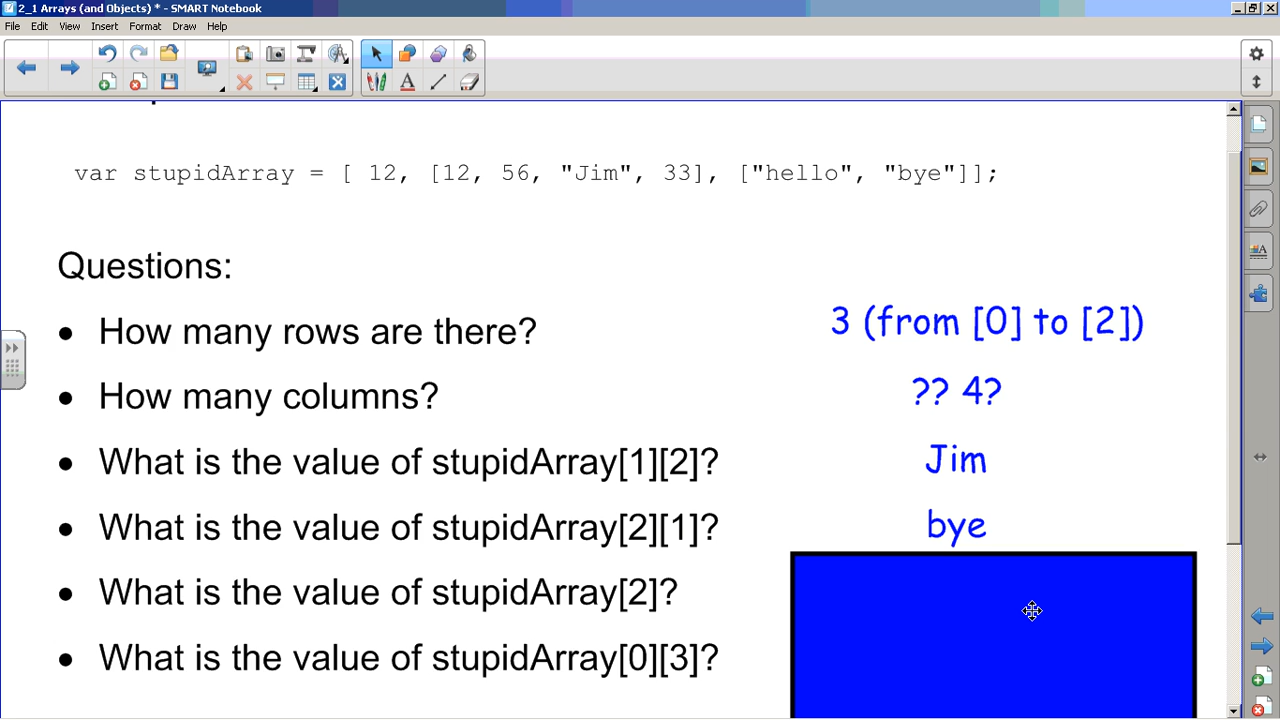 2_1 Arrays (and Objects) * - SMART Notebook
File Edit View Insert Format Draw Help
var stupidArray = [ 12, [12, 56, "Jim", 33], ["hello", "bye"]];
Questions:
• How many rows are there? 3 (from [0] to [2])
• How many columns? ?? 4?
• What is the value of stupidArray[1][2]? Jim
• What is the value of stupidArray[2][1]? bye
• What is the value of stupidArray[2]?
• What is the value of stupidArray[0][3]?